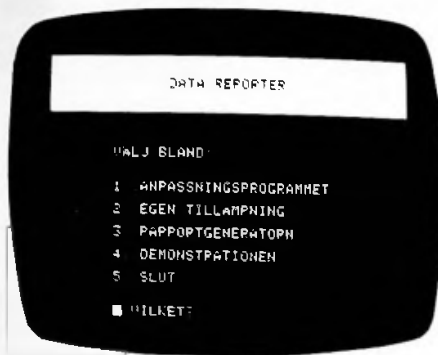 DATA REPORTER
VALJ BLAND:
1 ANPASSNINGSPROGRAMMET
2 EGEN TILLAMPNING
3 RAPPORTGENERATORN
4 DEMONSTRATIONEN
5 SLUT
VILKET?